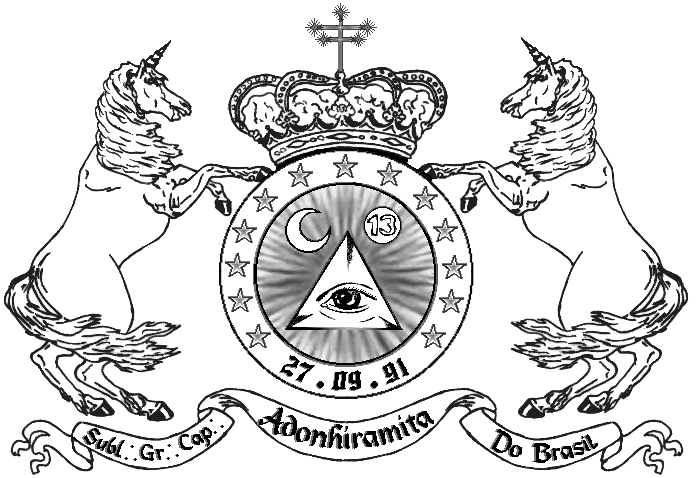 13
27 . 09 . 91
Subl.·. Gr.·. Cap.·. Adonhiramita Do Brasil